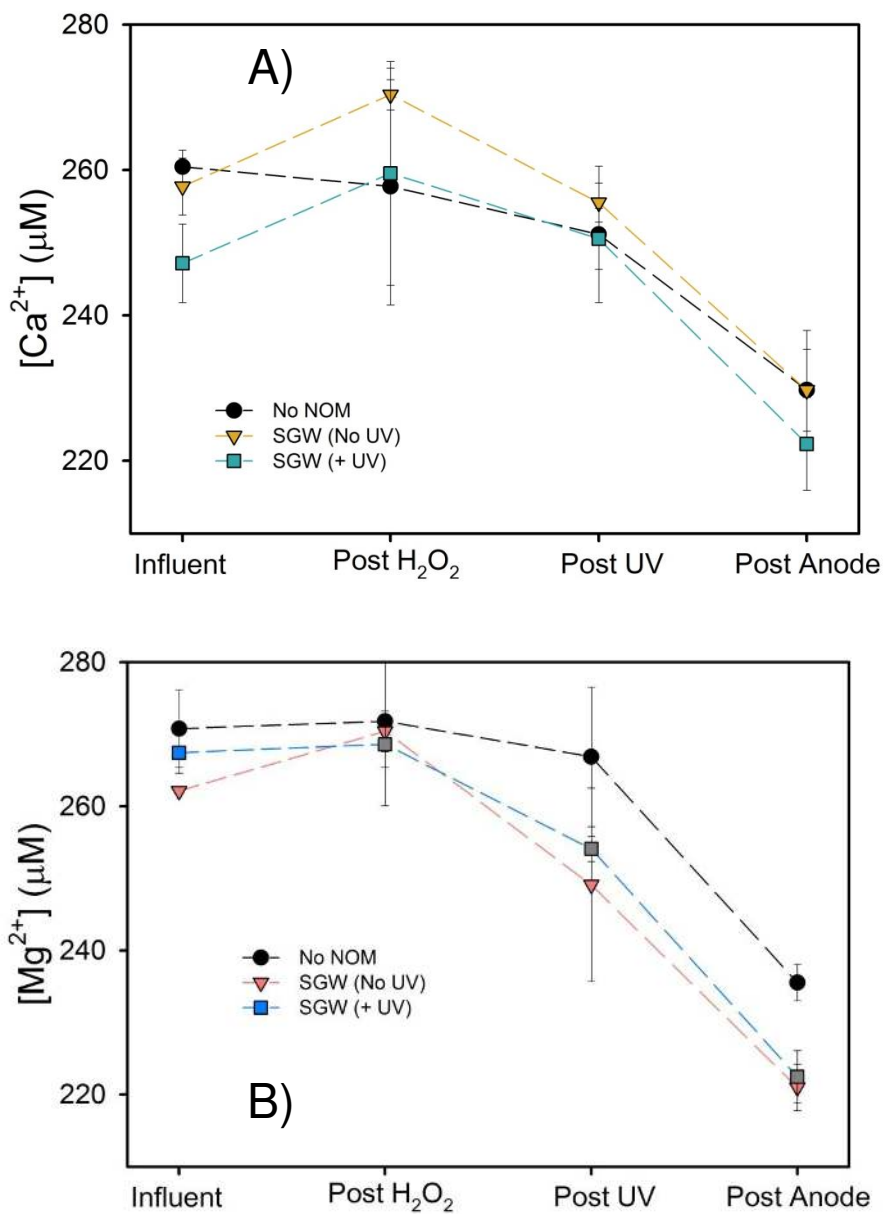 280
A)
260
[Ca²⁺] (μM)
240
No NOM
SGW (No UV)
SGW (+ UV)
220
Influent Post H₂O₂ Post UV Post Anode
280
260
[Mg²⁺] (μM)
240
No NOM
SGW (No UV)
SGW (+ UV)
220
B)
Influent Post H₂O₂ Post UV Post Anode